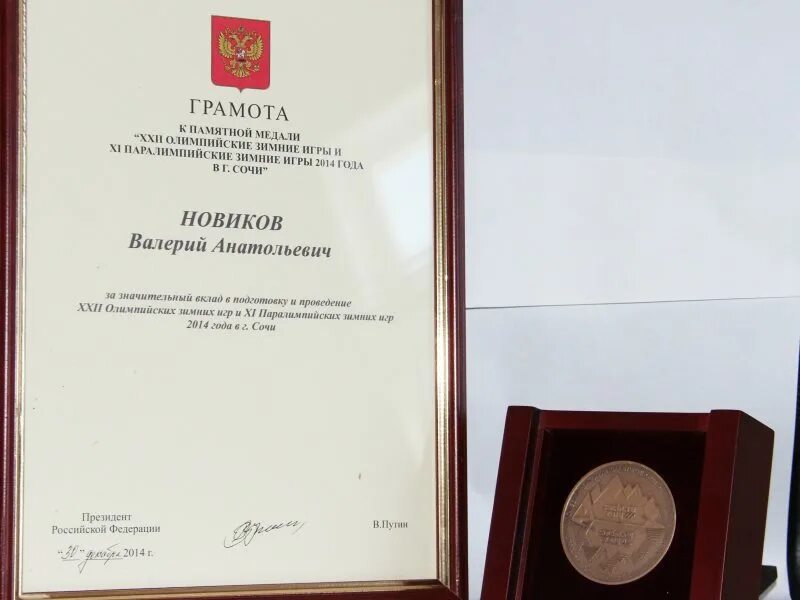 ГРАМОТА
К ПАМЯТНОЙ МЕДАЛИ
“XXII ОЛИМПИЙСКИЕ ЗИМНИЕ ИГРЫ И
XI ПАРАЛИМПИЙСКИЕ ЗИМНИЕ ИГРЫ 2014 ГОДА
В Г. СОЧИ”
НОВИКОВ
Валерий Анатольевич
за значительный вклад в подготовку и проведение
XXII Олимпийских зимних игр и XI Паралимпийских зимних игр
2014 года в г. Сочи
Президент
Российской Федерации
В.Путин
“30” декабря 2014 г.